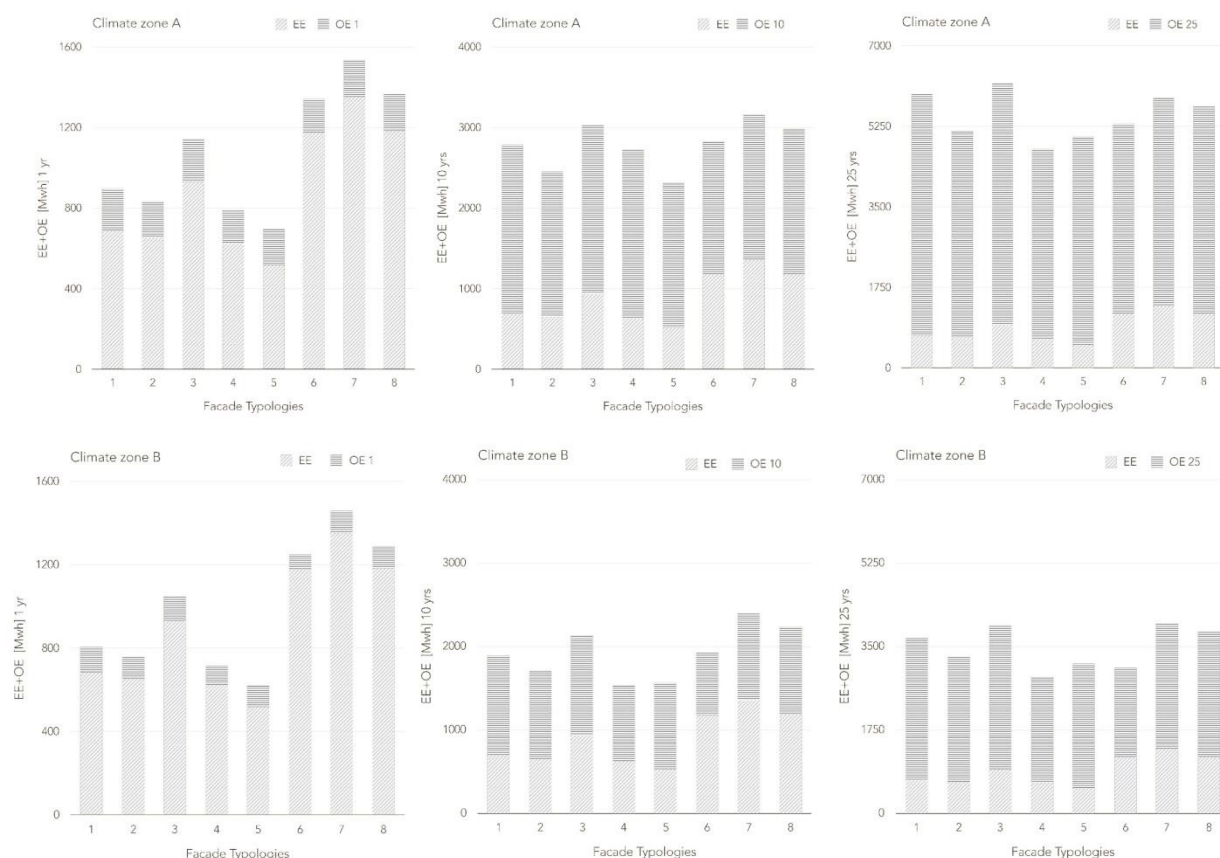 Climate zone A
EE OE 1
EE+OE [Mwh] 1 yr
1600
1200
800
400
0
1 2 3 4 5 6 7 8
Facade Typologies
Climate zone A
EE OE 10
EE+OE [Mwh] 10 yrs
4000
3000
2000
1000
0
1 2 3 4 5 6 7 8
Facade Typologies
Climate zone A
EE OE 25
EE+OE [Mwh] 25 yrs
7000
5250
3500
1750
0
1 2 3 4 5 6 7 8
Facade Typologies
Climate zone B
EE OE 1
EE+OE [Mwh] 1 yr
1600
1200
800
400
0
1 2 3 4 5 6 7 8
Facade Typologies
Climate zone B
EE OE 10
EE+OE [Mwh] 10 yrs
4000
3000
2000
1000
0
1 2 3 4 5 6 7 8
Facade Typologies
Climate zone B
EE OE 25
EE+OE [Mwh] 25 yrs
7000
5250
3500
1750
0
1 2 3 4 5 6 7 8
Facade Typologies